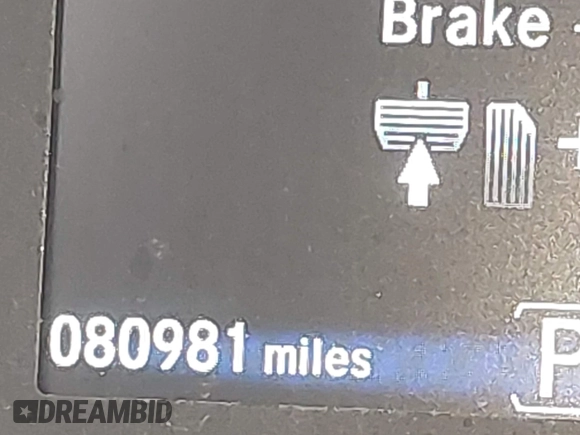 Brake
+
080981 miles
P
DREAMBID